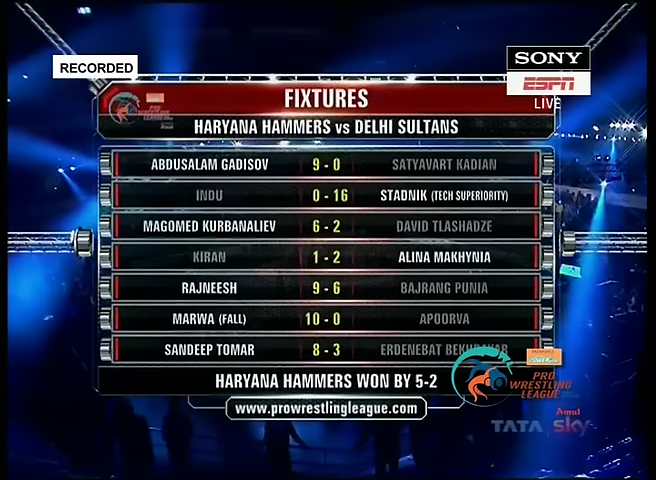 RECORDED
SONY
ESPN
LIVE
FIXTURES
HARYANA HAMMERS vs DELHI SULTANS
ABDUSALAM GADISOV 9 - 0 SATYAVART KADIAN
INDU 0 - 16 STADNIK (TECH SUPERIORITY)
MAGOMED KURBANALIEV 6 - 2 DAVID TLASHADZE
KIRAN 1 - 2 ALINA MAKHYNIA
RAJNEESH 9 - 6 BAJRANG PUNIA
MARWA (FALL) 10 - 0 APOORVA
SANDEEP TOMAR 8 - 3 ERDENEBAT
HARYANA HAMMERS WON BY 5-2
PRO
WRESTLING
LEAGUE
www.prowrestlingleague.com
Amul
TATA sky